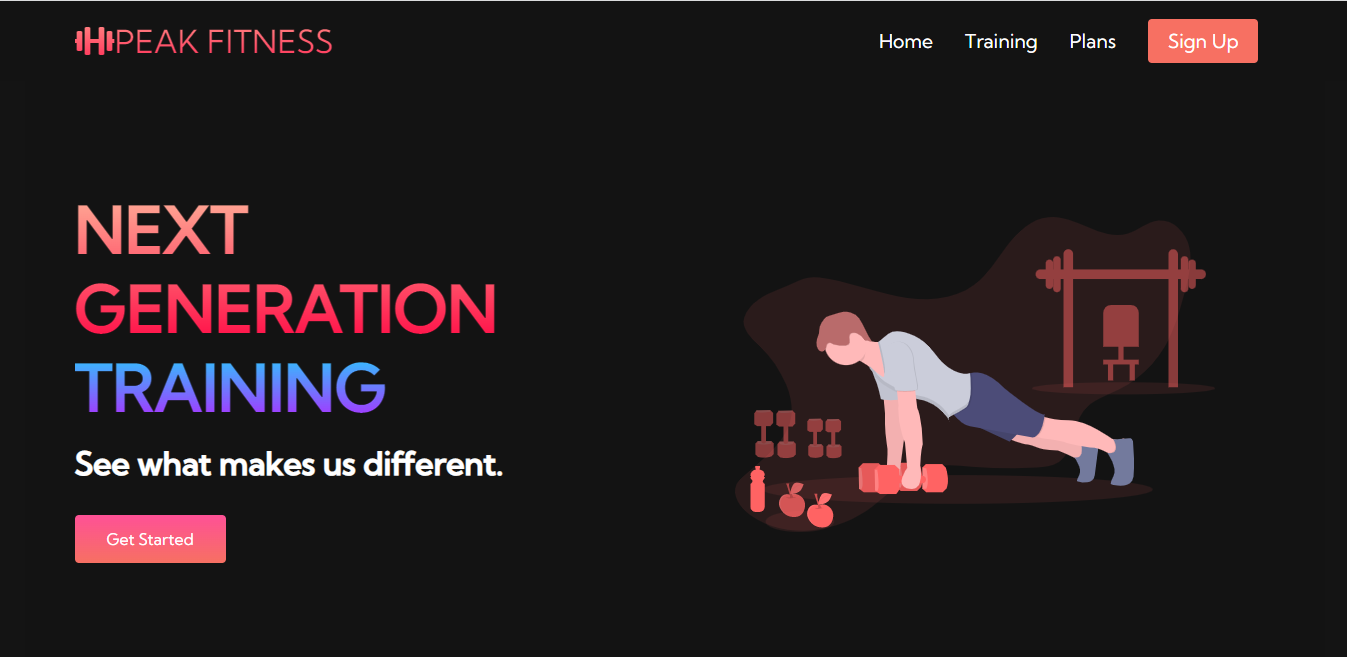 PEAK FITNESS
Home Training Plans Sign Up
NEXT
GENERATION
TRAINING
See what makes us different.
Get Started